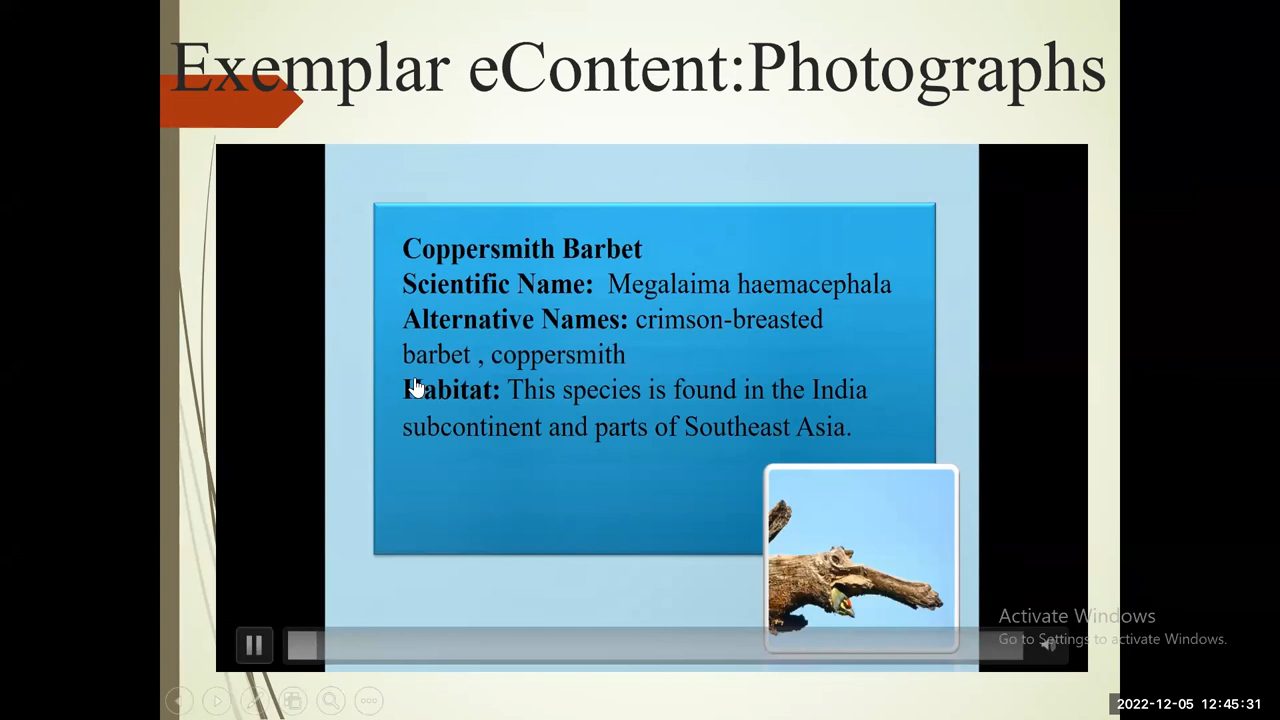 Exemplar eContent:Photographs
Coppersmith Barbet
Scientific Name: Megalaima haemacephala
Alternative Names: crimson-breasted
barbet , coppersmith
Habitat: This species is found in the India
subcontinent and parts of Southeast Asia.
Activate Windows
Go to Settings to activate Windows.
2022-12-05 12:45:31